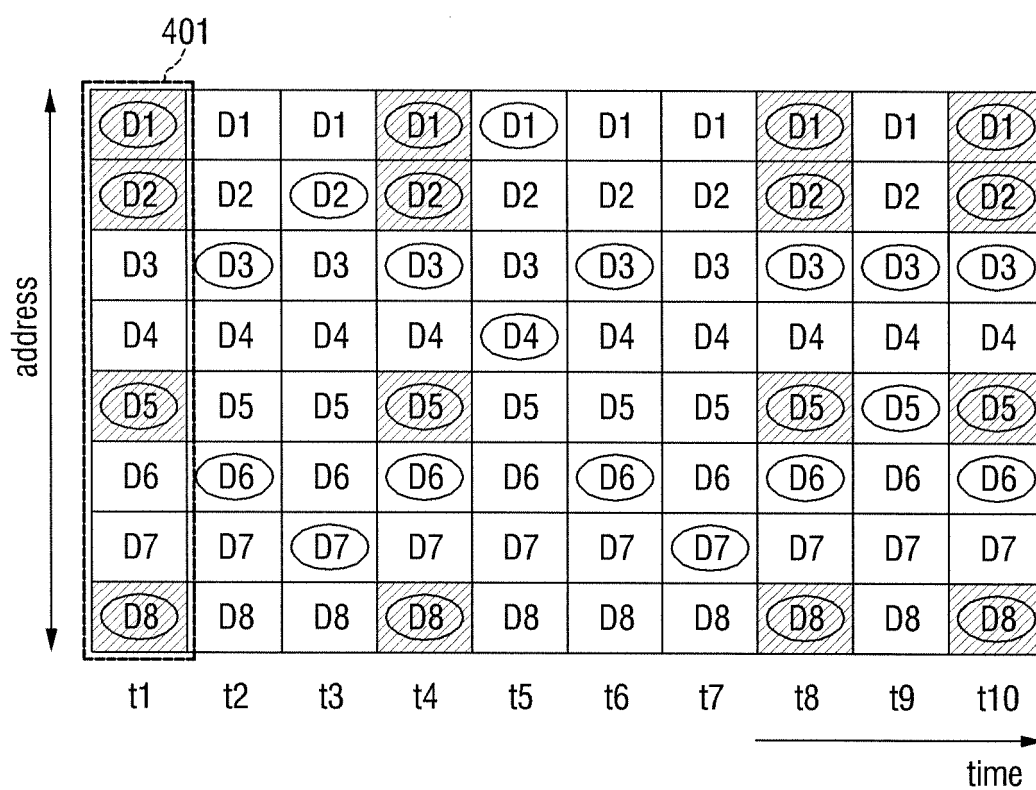 401
address
D1 D1 D1 D1 D1 D1 D1 D1 D1 D1
D2 D2 D2 D2 D2 D2 D2 D2 D2 D2
D3 D3 D3 D3 D3 D3 D3 D3 D3 D3
D4 D4 D4 D4 D4 D4 D4 D4 D4 D4
D5 D5 D5 D5 D5 D5 D5 D5 D5 D5
D6 D6 D6 D6 D6 D6 D6 D6 D6 D6
D7 D7 D7 D7 D7 D7 D7 D7 D7 D7
D8 D8 D8 D8 D8 D8 D8 D8 D8 D8
t1 t2 t3 t4 t5 t6 t7 t8 t9 t10
time